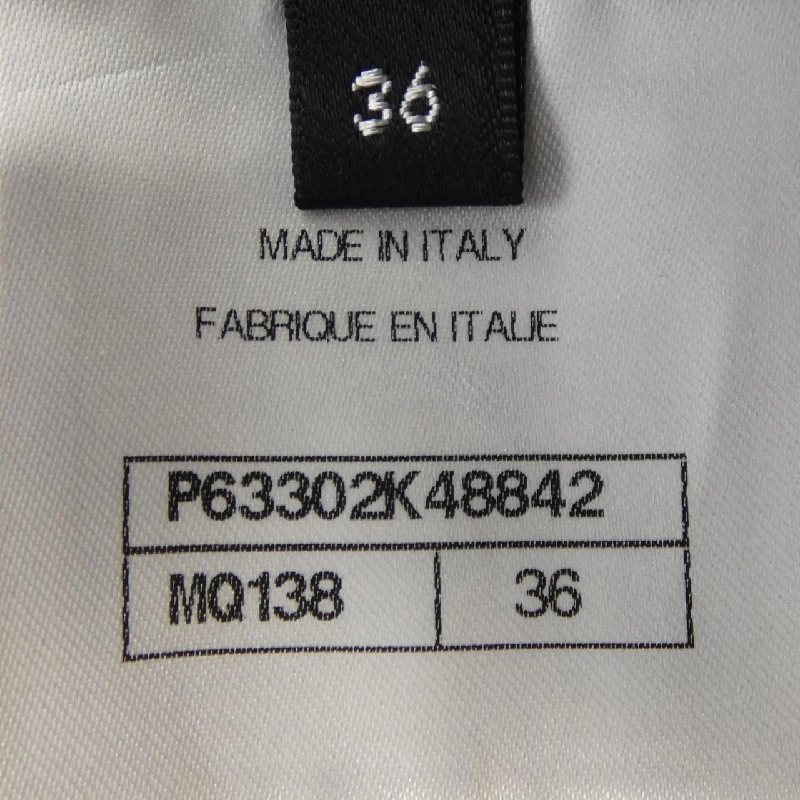 36
MADE IN ITALY
FABRIQUE EN ITALIE
P63302K48842
MQ138 36